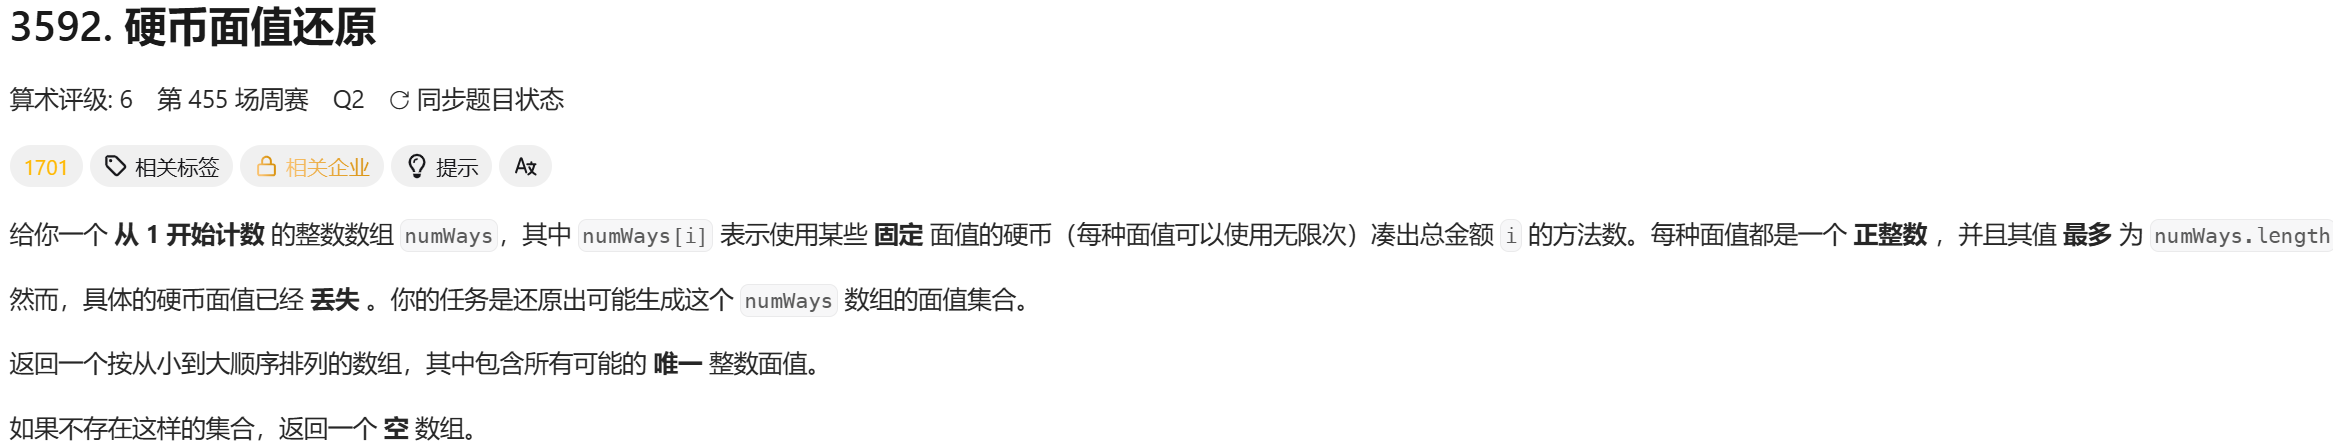 3592. 硬币面值还原
算术评级: 6 第 455 场周赛 Q2 同步题目状态
1701 相关标签 相关企业 提示 A文
给你一个 从 1 开始计数 的整数数组 numWays，其中 numWays[i] 表示使用某些 固定 面值的硬币（每种面值可以使用无限次）凑出总金额 i 的方法数。每种面值都是一个 正整数 ，并且其值 最多 为 numWays.length
然而，具体的硬币面值已经 丢失 。你的任务是还原出可能生成这个 numWays 数组的面值集合。
返回一个按从小到大顺序排列的数组，其中包含所有可能的 唯一 整数面值。
如果不存在这样的集合，返回一个 空 数组。